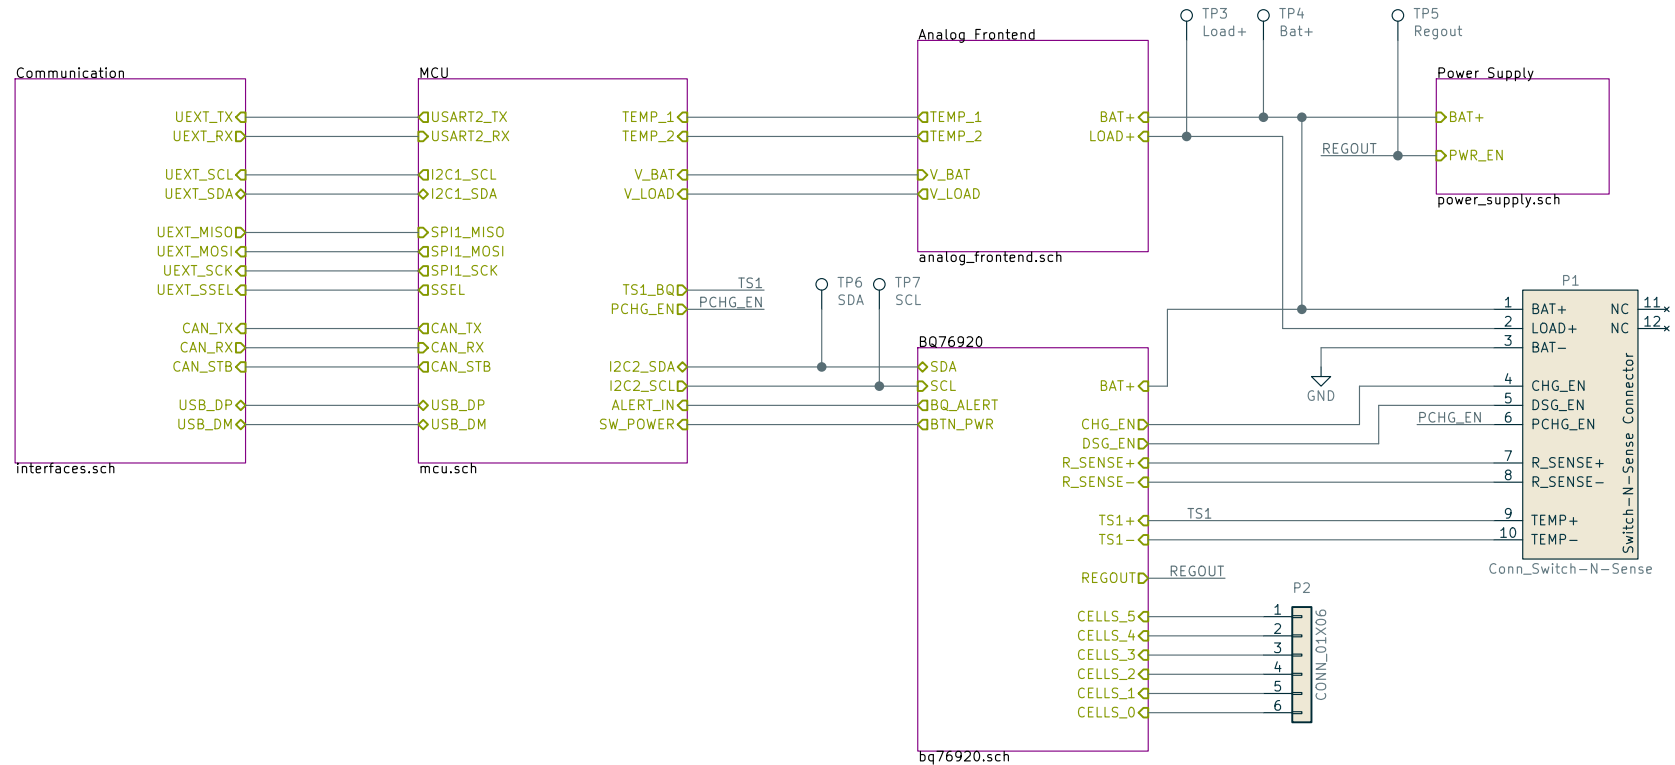 TP3
Load+
TP4
Bat+
TP5
Regout
Communication
UEXT_TX
UEXT_RX
UEXT_SCL
UEXT_SDA
UEXT_MISO
UEXT_MOSI
UEXT_SCK
UEXT_SSEL
CAN_TX
CAN_RX
CAN_STB
USB_DP
USB_DM
interfaces.sch
MCU
USART2_TX
USART2_RX
I2C1_SCL
I2C1_SDA
SPI1_MISO
SPI1_MOSI
SPI1_SCK
SSEL
CAN_TX
CAN_RX
CAN_STB
USB_DP
USB_DM
TEMP_1
TEMP_2
V_BAT
V_LOAD
TS1_BQ
PCHG_EN
I2C2_SDA
I2C2_SCL
ALERT_IN
SW_POWER
mcu.sch
TS1
PCHG_EN
TP6
SDA
TP7
SCL
Analog Frontend
TEMP_1
TEMP_2
V_BAT
V_LOAD
BAT+
LOAD+
analog_frontend.sch
Power Supply
BAT+
PWR_EN
power_supply.sch
REGOUT
BQ76920
SDA
SCL
BQ_ALERT
BTN_PWR
BAT+
CHG_EN
DSG_EN
R_SENSE+
R_SENSE-
TS1+
TS1-
REGOUT
CELLS_5
CELLS_4
CELLS_3
CELLS_2
CELLS_1
CELLS_0
bq76920.sch
TS1
REGOUT
GND
PCHG_EN
P1
1 BAT+
2 LOAD+
3 BAT-
4 CHG_EN
5 DSG_EN
6 PCHG_EN
7 R_SENSE+
8 R_SENSE-
9 TEMP+
10 TEMP-
NC 11
NC 12
Switch-N-Sense Connector
Conn_Switch-N-Sense
P2
1
2
3
4
5
6
CONN_01X06